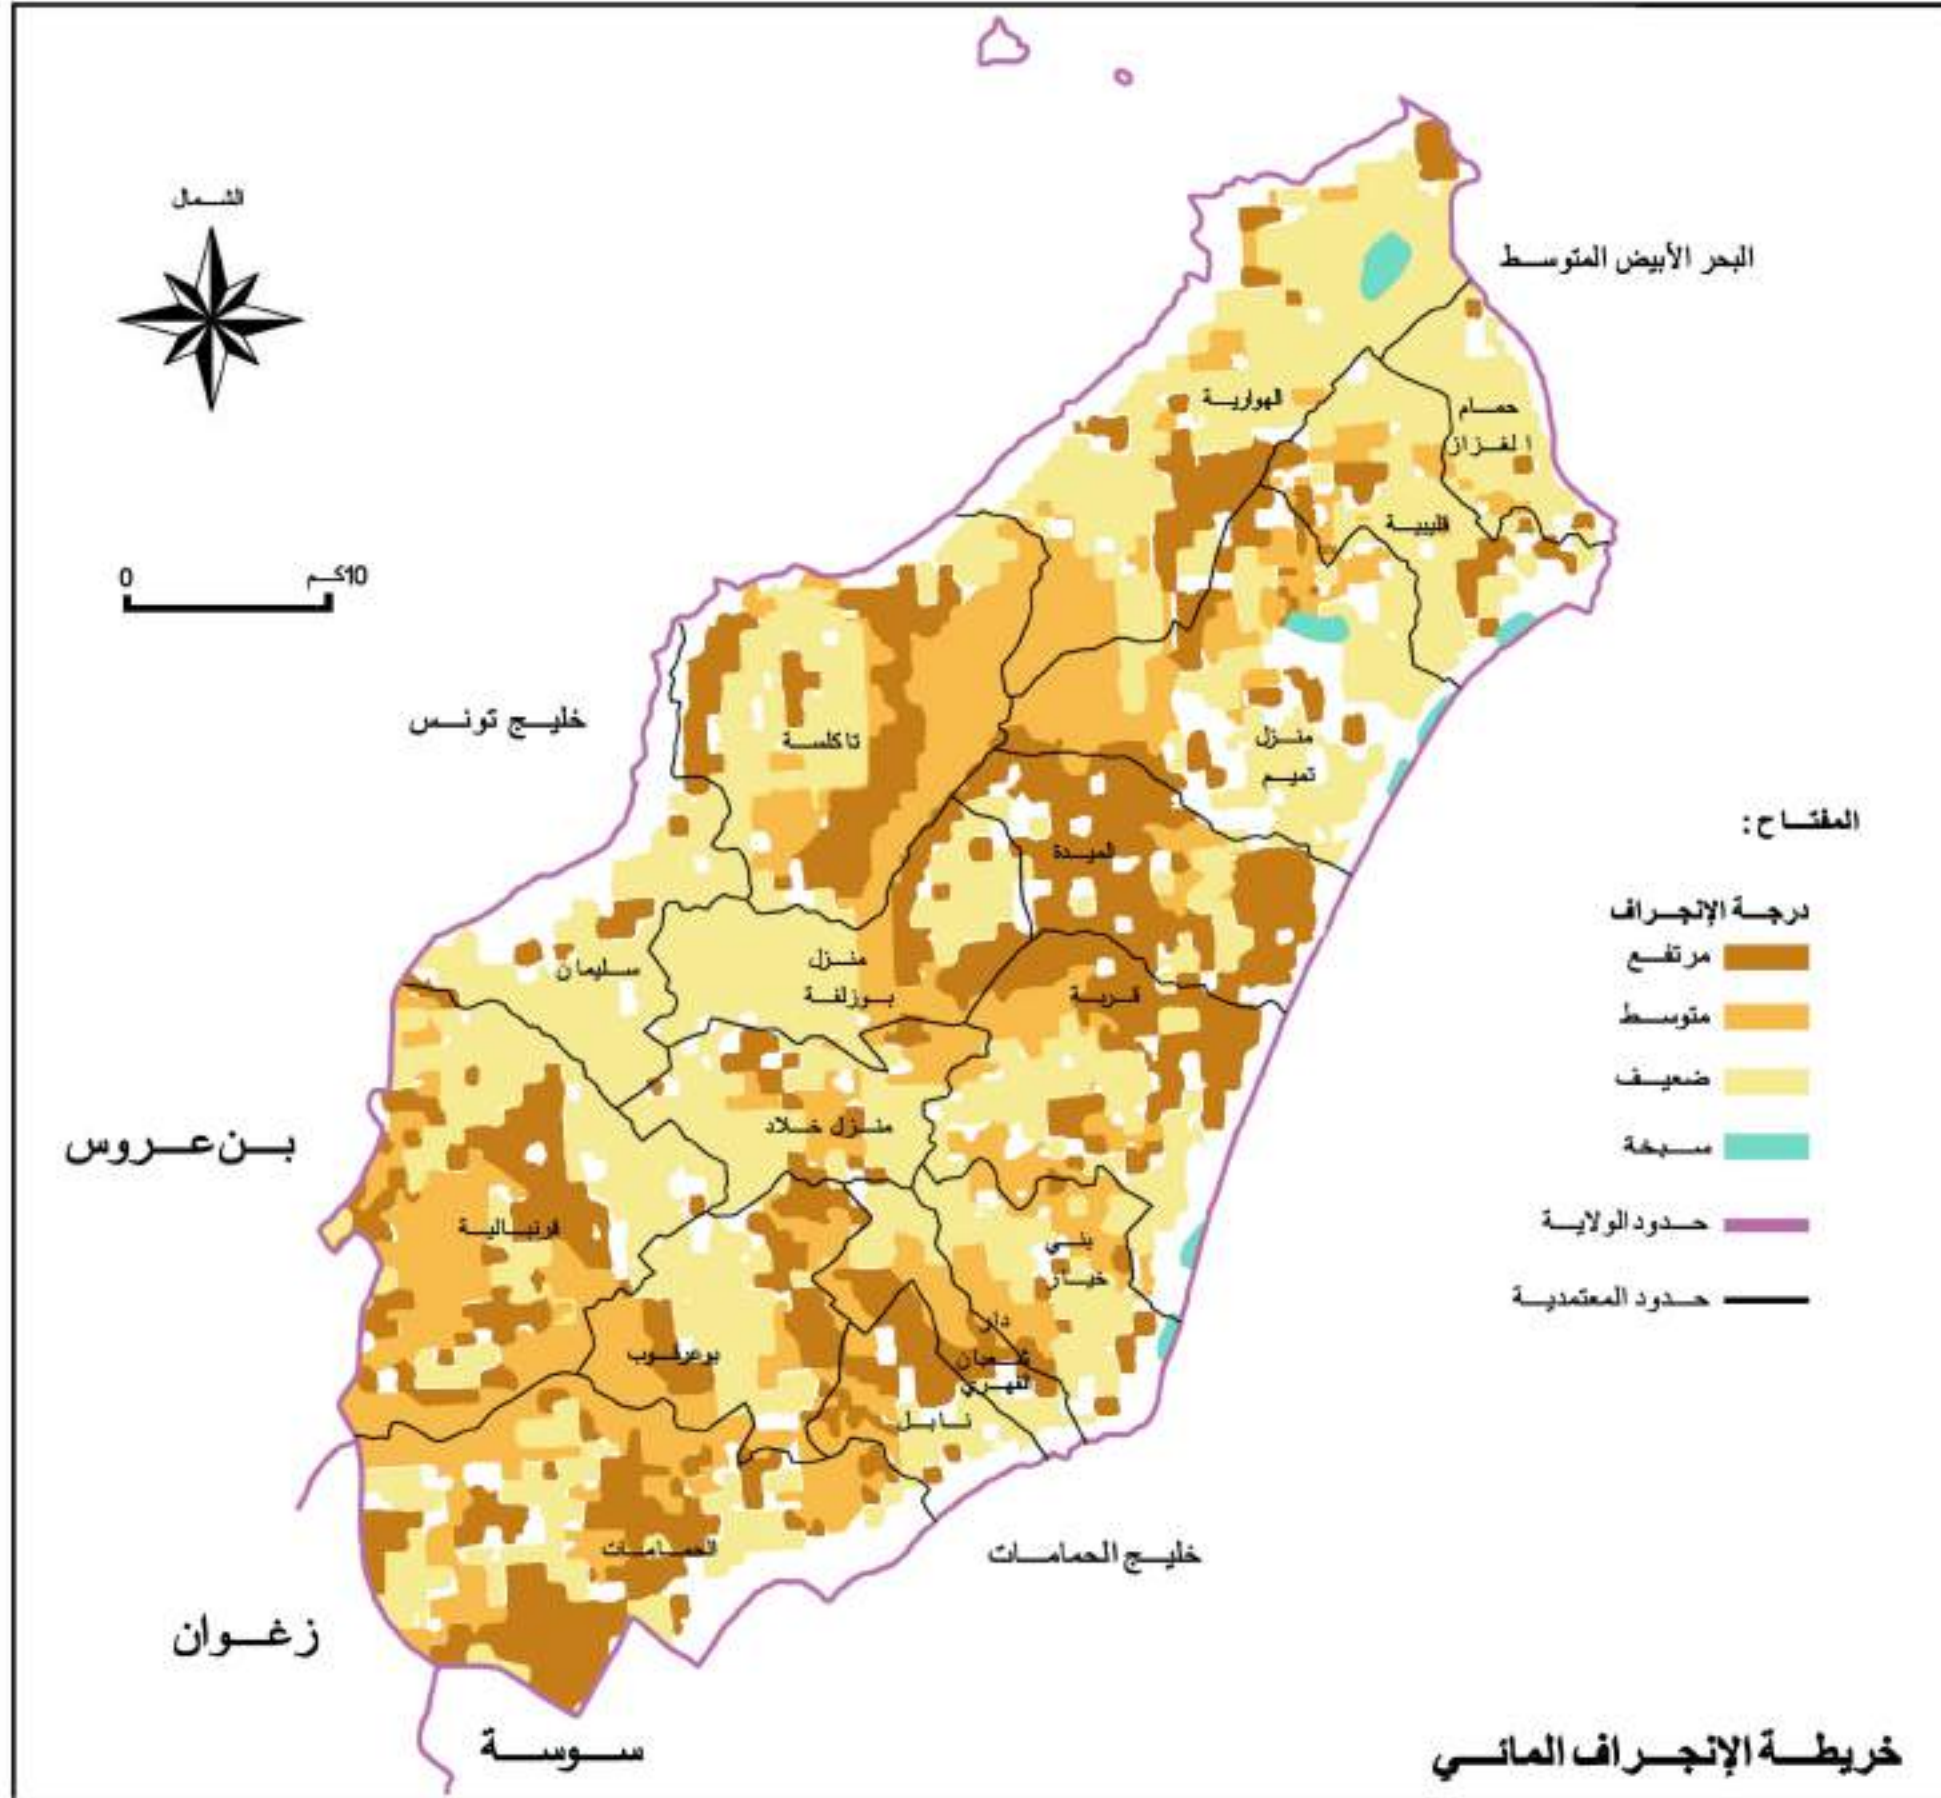 الشمال
البحر الأبيض المتوسط
الهوارية
حمام
الغزاز
قليبية
0
10كم
خليج تونس
تاكلسة
منزل
تميم
الميدة
المفتاح:
درجة الإنجراف
مرتفع
متوسط
ضعيف
سبخة
حدود الولاية
حدود المعتمدية
سليمان
منزل
بوزلفة
قربة
منزل خلاد
بن عروس
قرنبالية
بني
خيار
دار
شعبان
الفهري
بوعرقوب
نابل
الحمامات
خليج الحمامات
زغوان
سوسة
خريطة الإنجراف المائي